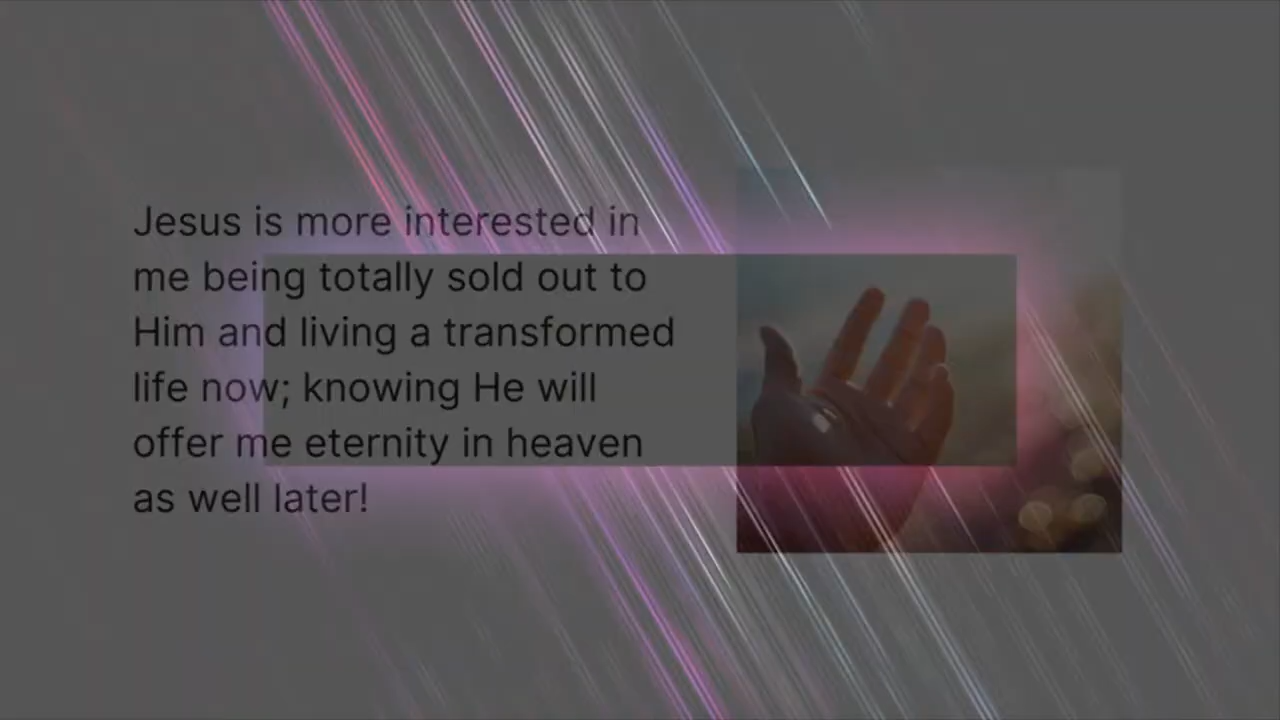 Jesus is more interested in
me being totally sold out to
Him and living a transformed
life now; knowing He will
offer me eternity in heaven
as well later!